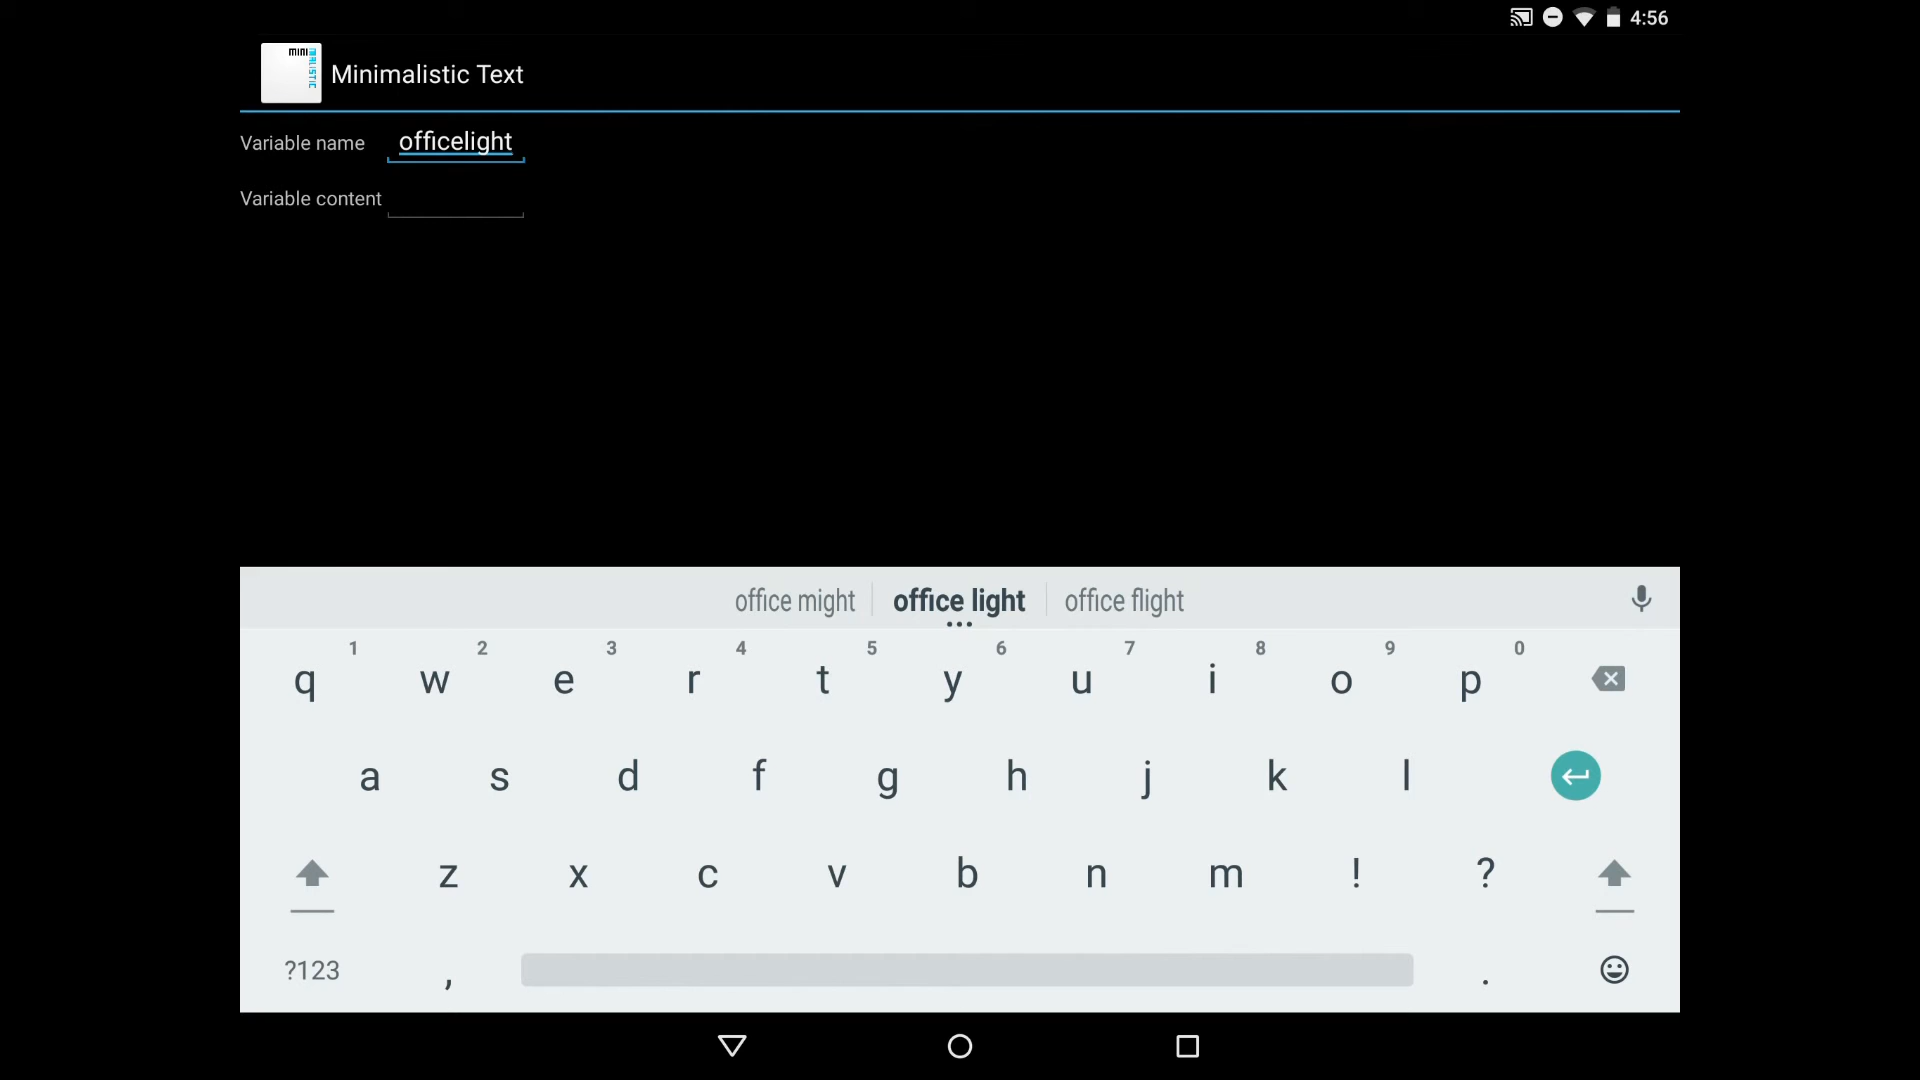 4:56
MINIMALISTIC
Minimalistic Text
Variable name officelight
Variable content
office might office light office flight
1 2 3 4 5 6 7 8 9 0
q w e r t y u i o p
a s d f g h j k l
z x c v b n m ! ?
?123 , .